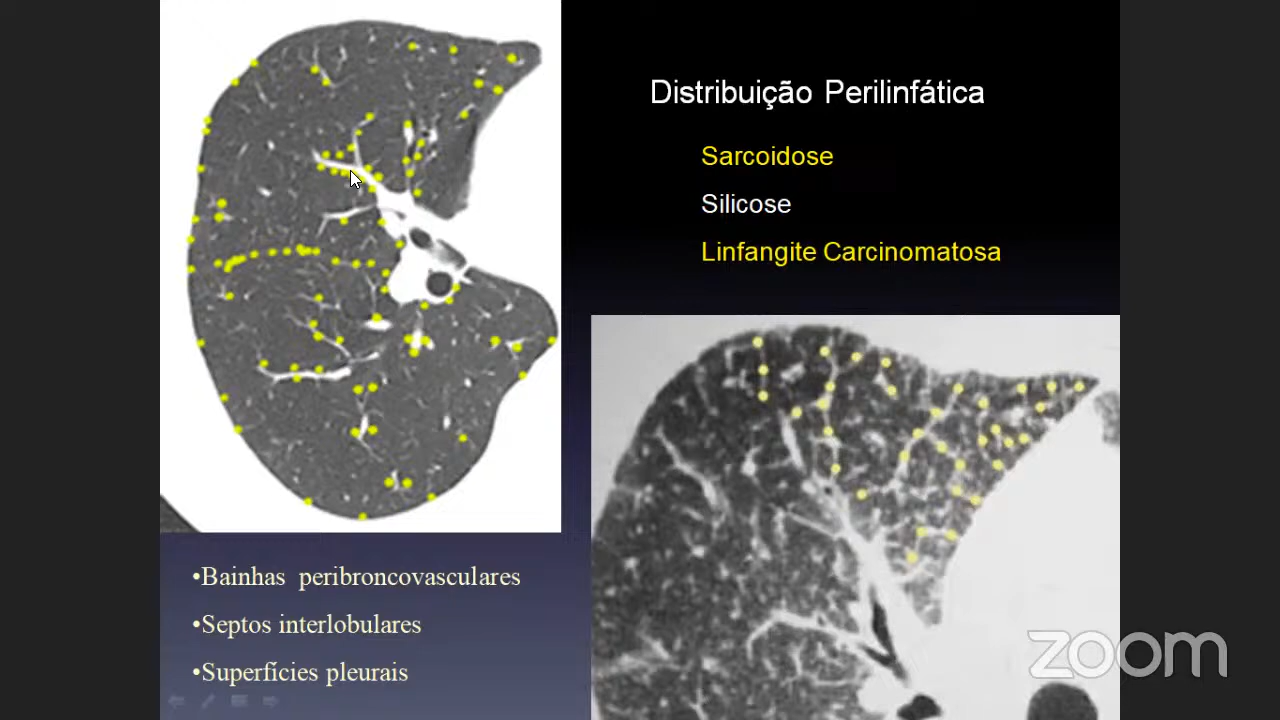 Distribuição Perilinfática
Sarcoidose
Silicose
Linfangite Carcinomatosa
•Bainhas peribroncovasculares
•Septos interlobulares
•Superfícies pleurais
zoom